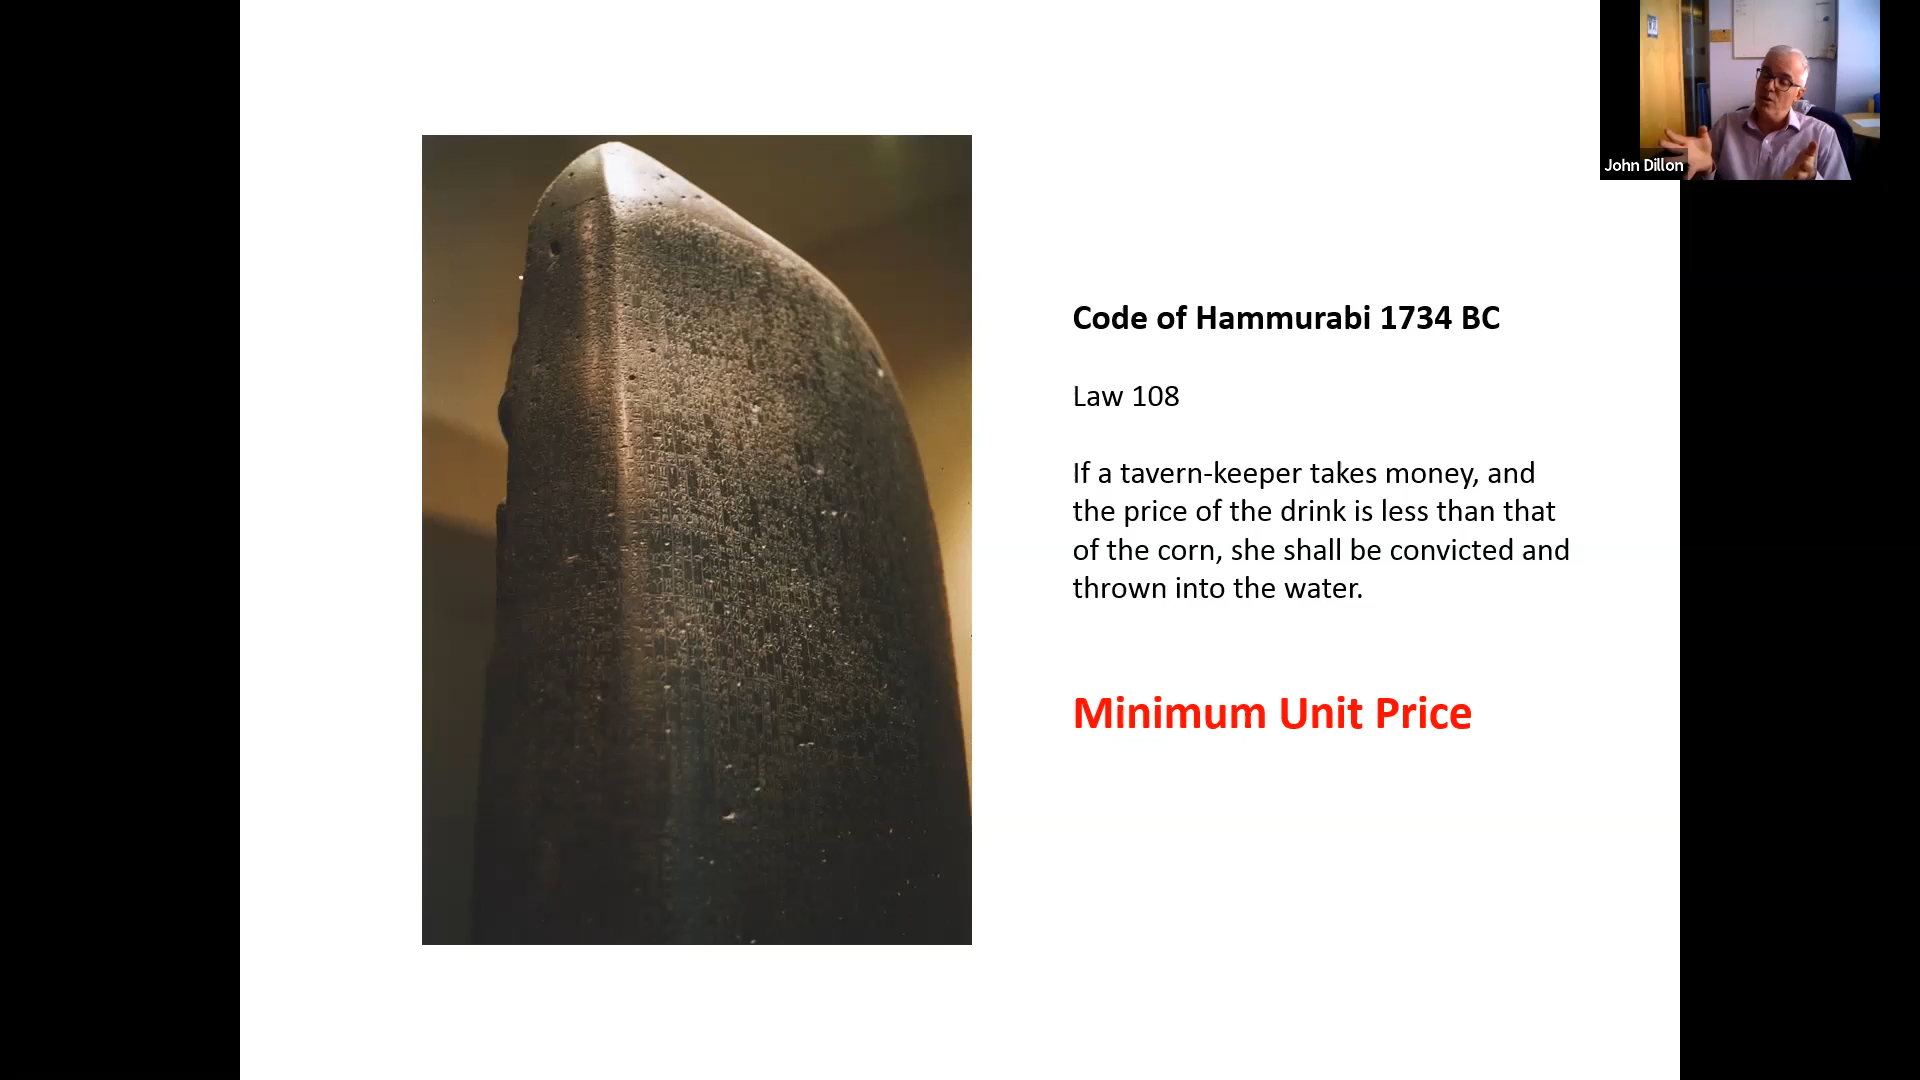 Code of Hammurabi 1734 BC
Law 108
If a tavern-keeper takes money, and
the price of the drink is less than that
of the corn, she shall be convicted and
thrown into the water.
Minimum Unit Price
John Dillon